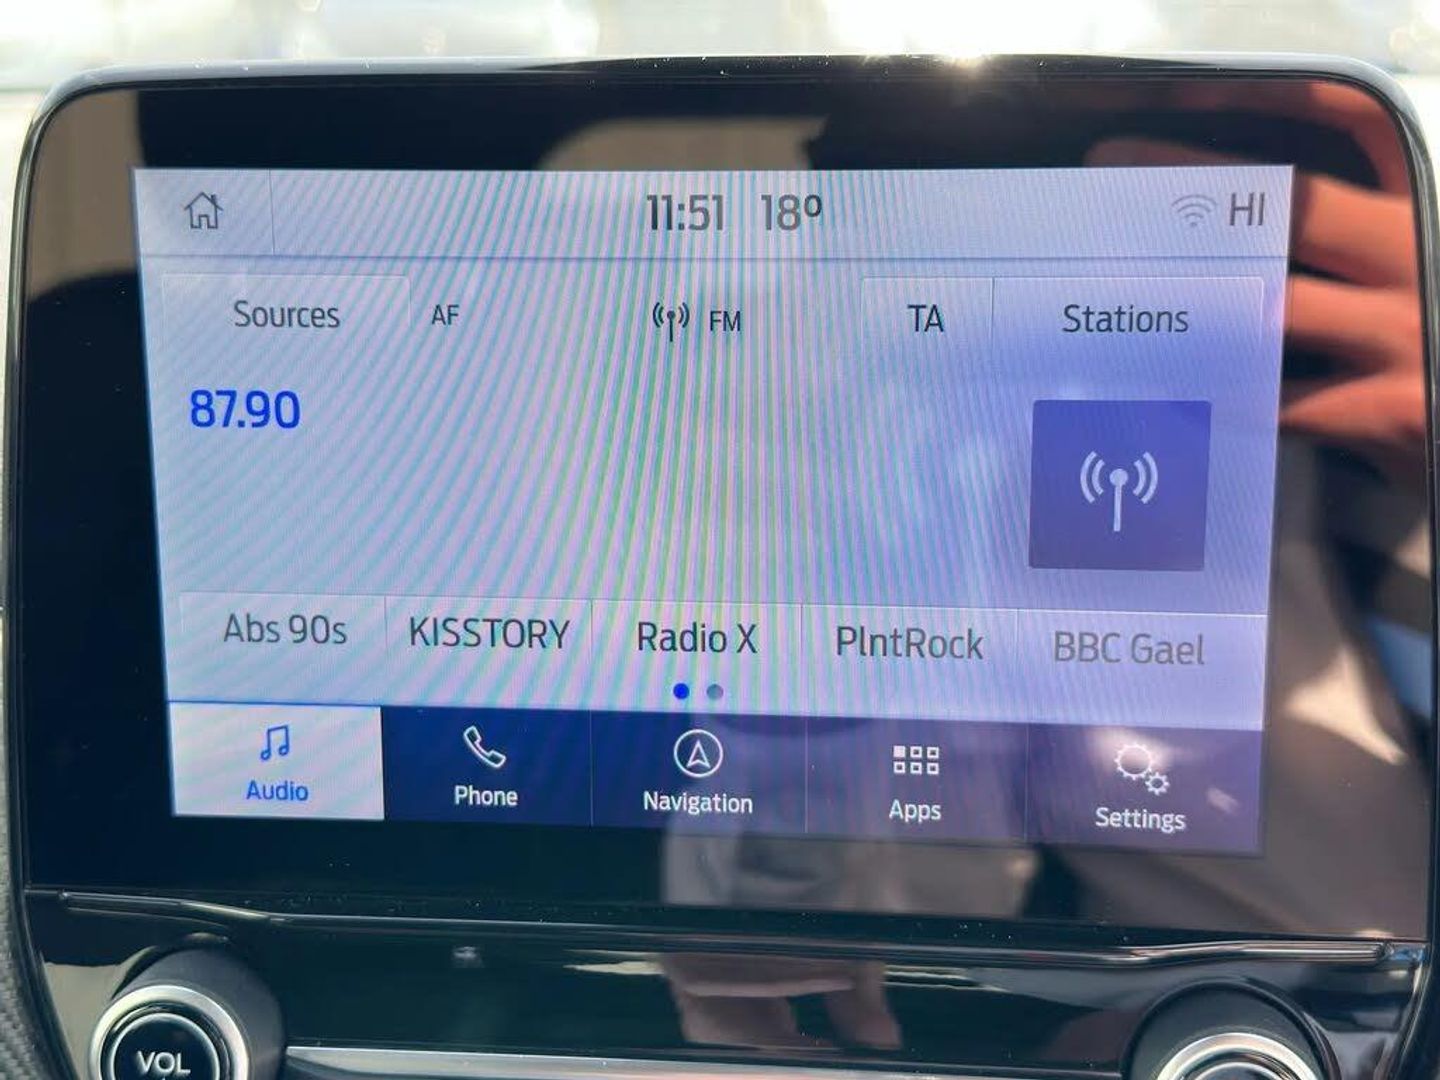 11:51 18° HI
Sources AF FM TA Stations
87.90
Abs 90s KISSTORY Radio X PlntRock BBC Gael
Audio Phone Navigation Apps Settings
VOL